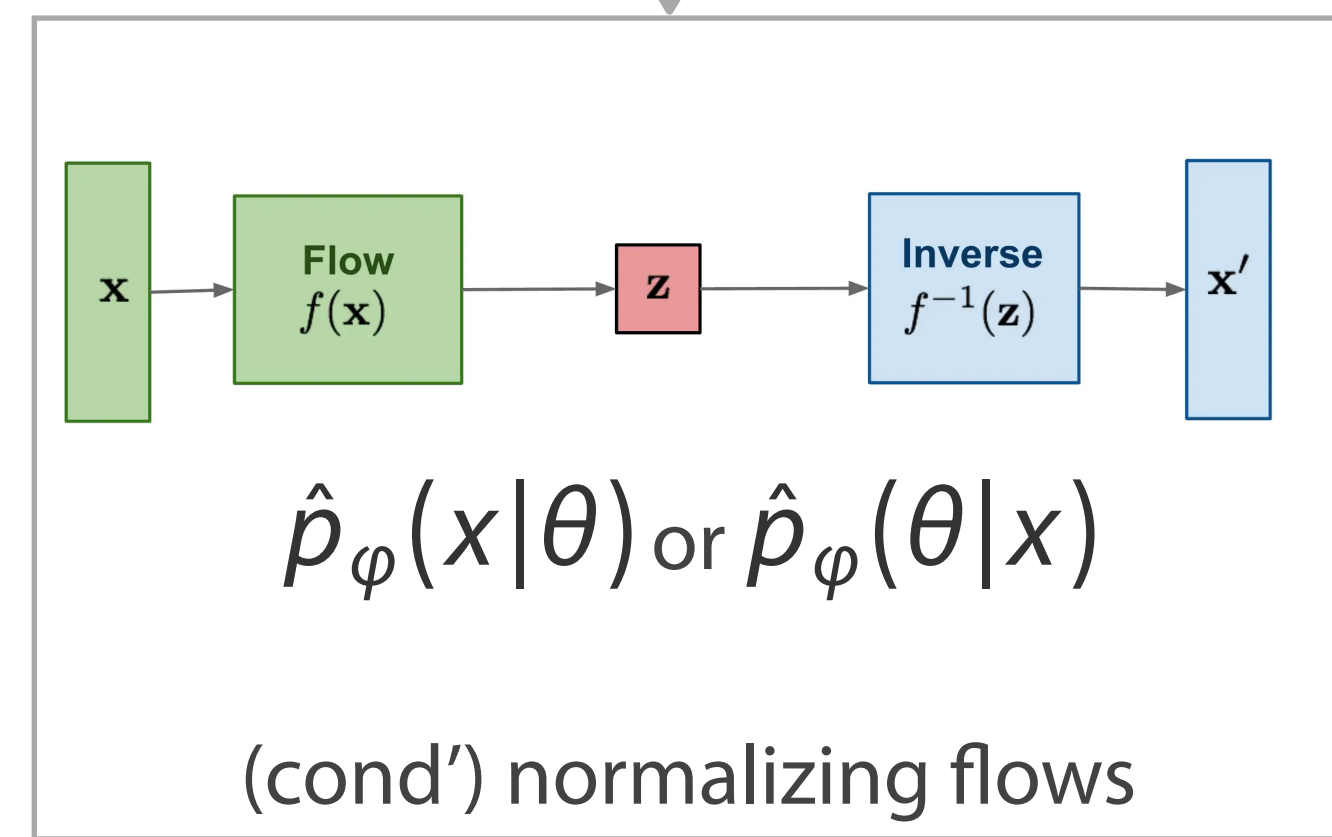 x
Flow
f(x)
z
Inverse
f⁻¹(z)
x′
p̂φ(x|θ) or p̂φ(θ|x)
(cond’) normalizing flows